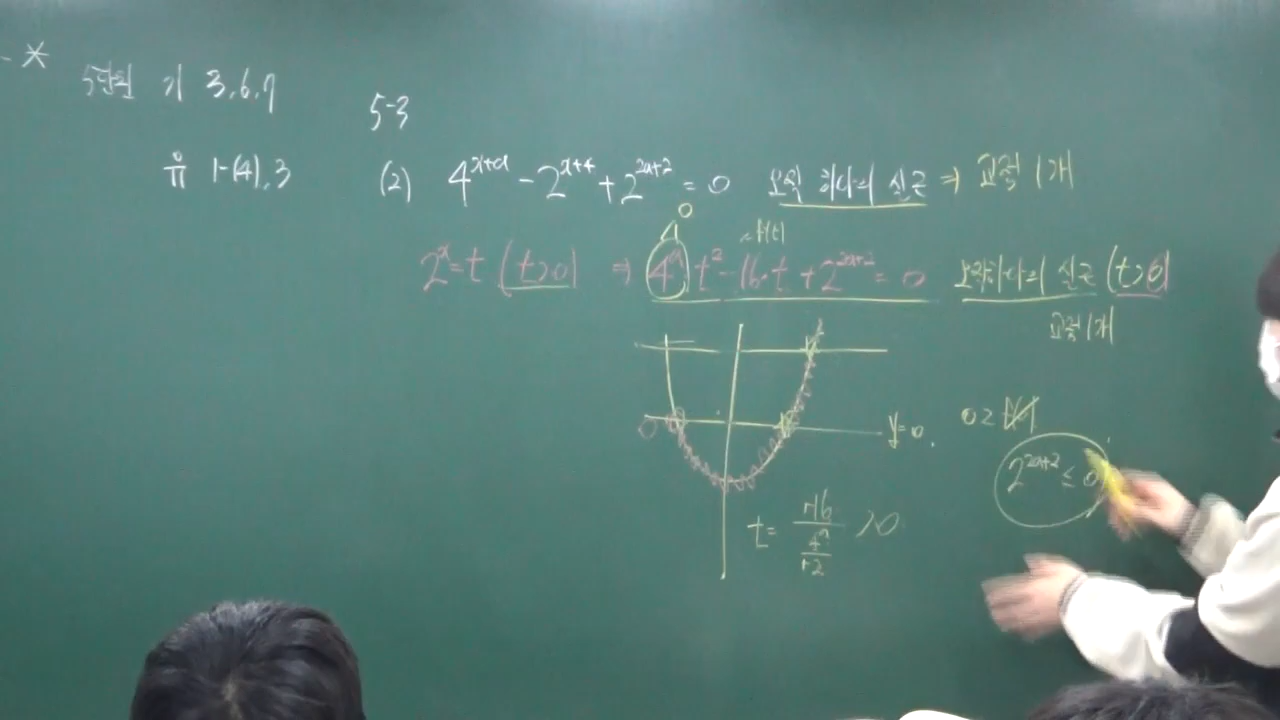 5단원 기 3, 6, 7
유 1-(4), 3
5-3
(2) 4^{x+a} - 2^{x+4} + 2^{2a+2} = 0 오직 하나의 실근 ⇒ 교점 1개
0
f(t)
2^x = t (t>0) ⇒ 4^a t^2 - 16·t + 2^{2a+2} = 0 오직 하나의 실근 (t>0)
교점 1개
y=0.
0≥
2^{2a+2} ≤ 0